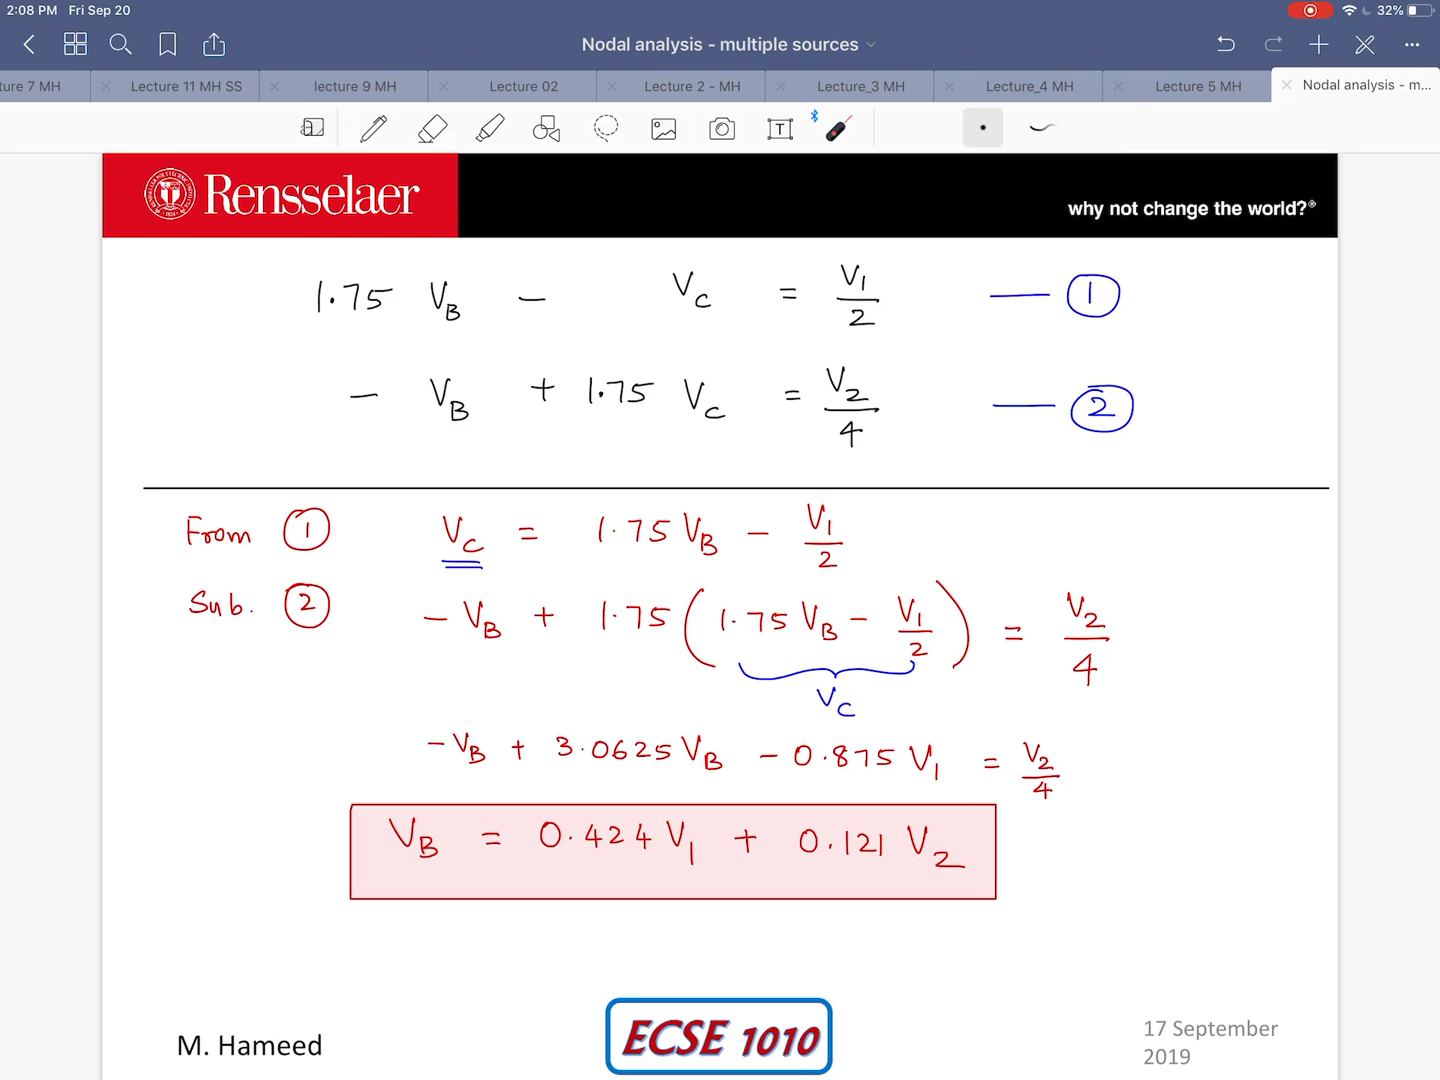 2:08 PM Fri Sep 20 32%
Nodal analysis - multiple sources
ture 7 MH Lecture 11 MH SS lecture 9 MH Lecture 02 Lecture 2 - MH Lecture_3 MH Lecture_4 MH Lecture 5 MH Nodal analysis - m...
Rensselaer why not change the world?®
1.75 V_B - V_C = V_1/2 — ①
- V_B + 1.75 V_C = V_2/4 — ②
From ① V_C = 1.75 V_B - V_1/2
Sub. ② - V_B + 1.75 (1.75 V_B - V_1/2) = V_2/4
V_C
- V_B + 3.0625 V_B - 0.875 V_1 = V_2/4
V_B = 0.424 V_1 + 0.121 V_2
M. Hameed ECSE 1010 17 September
2019